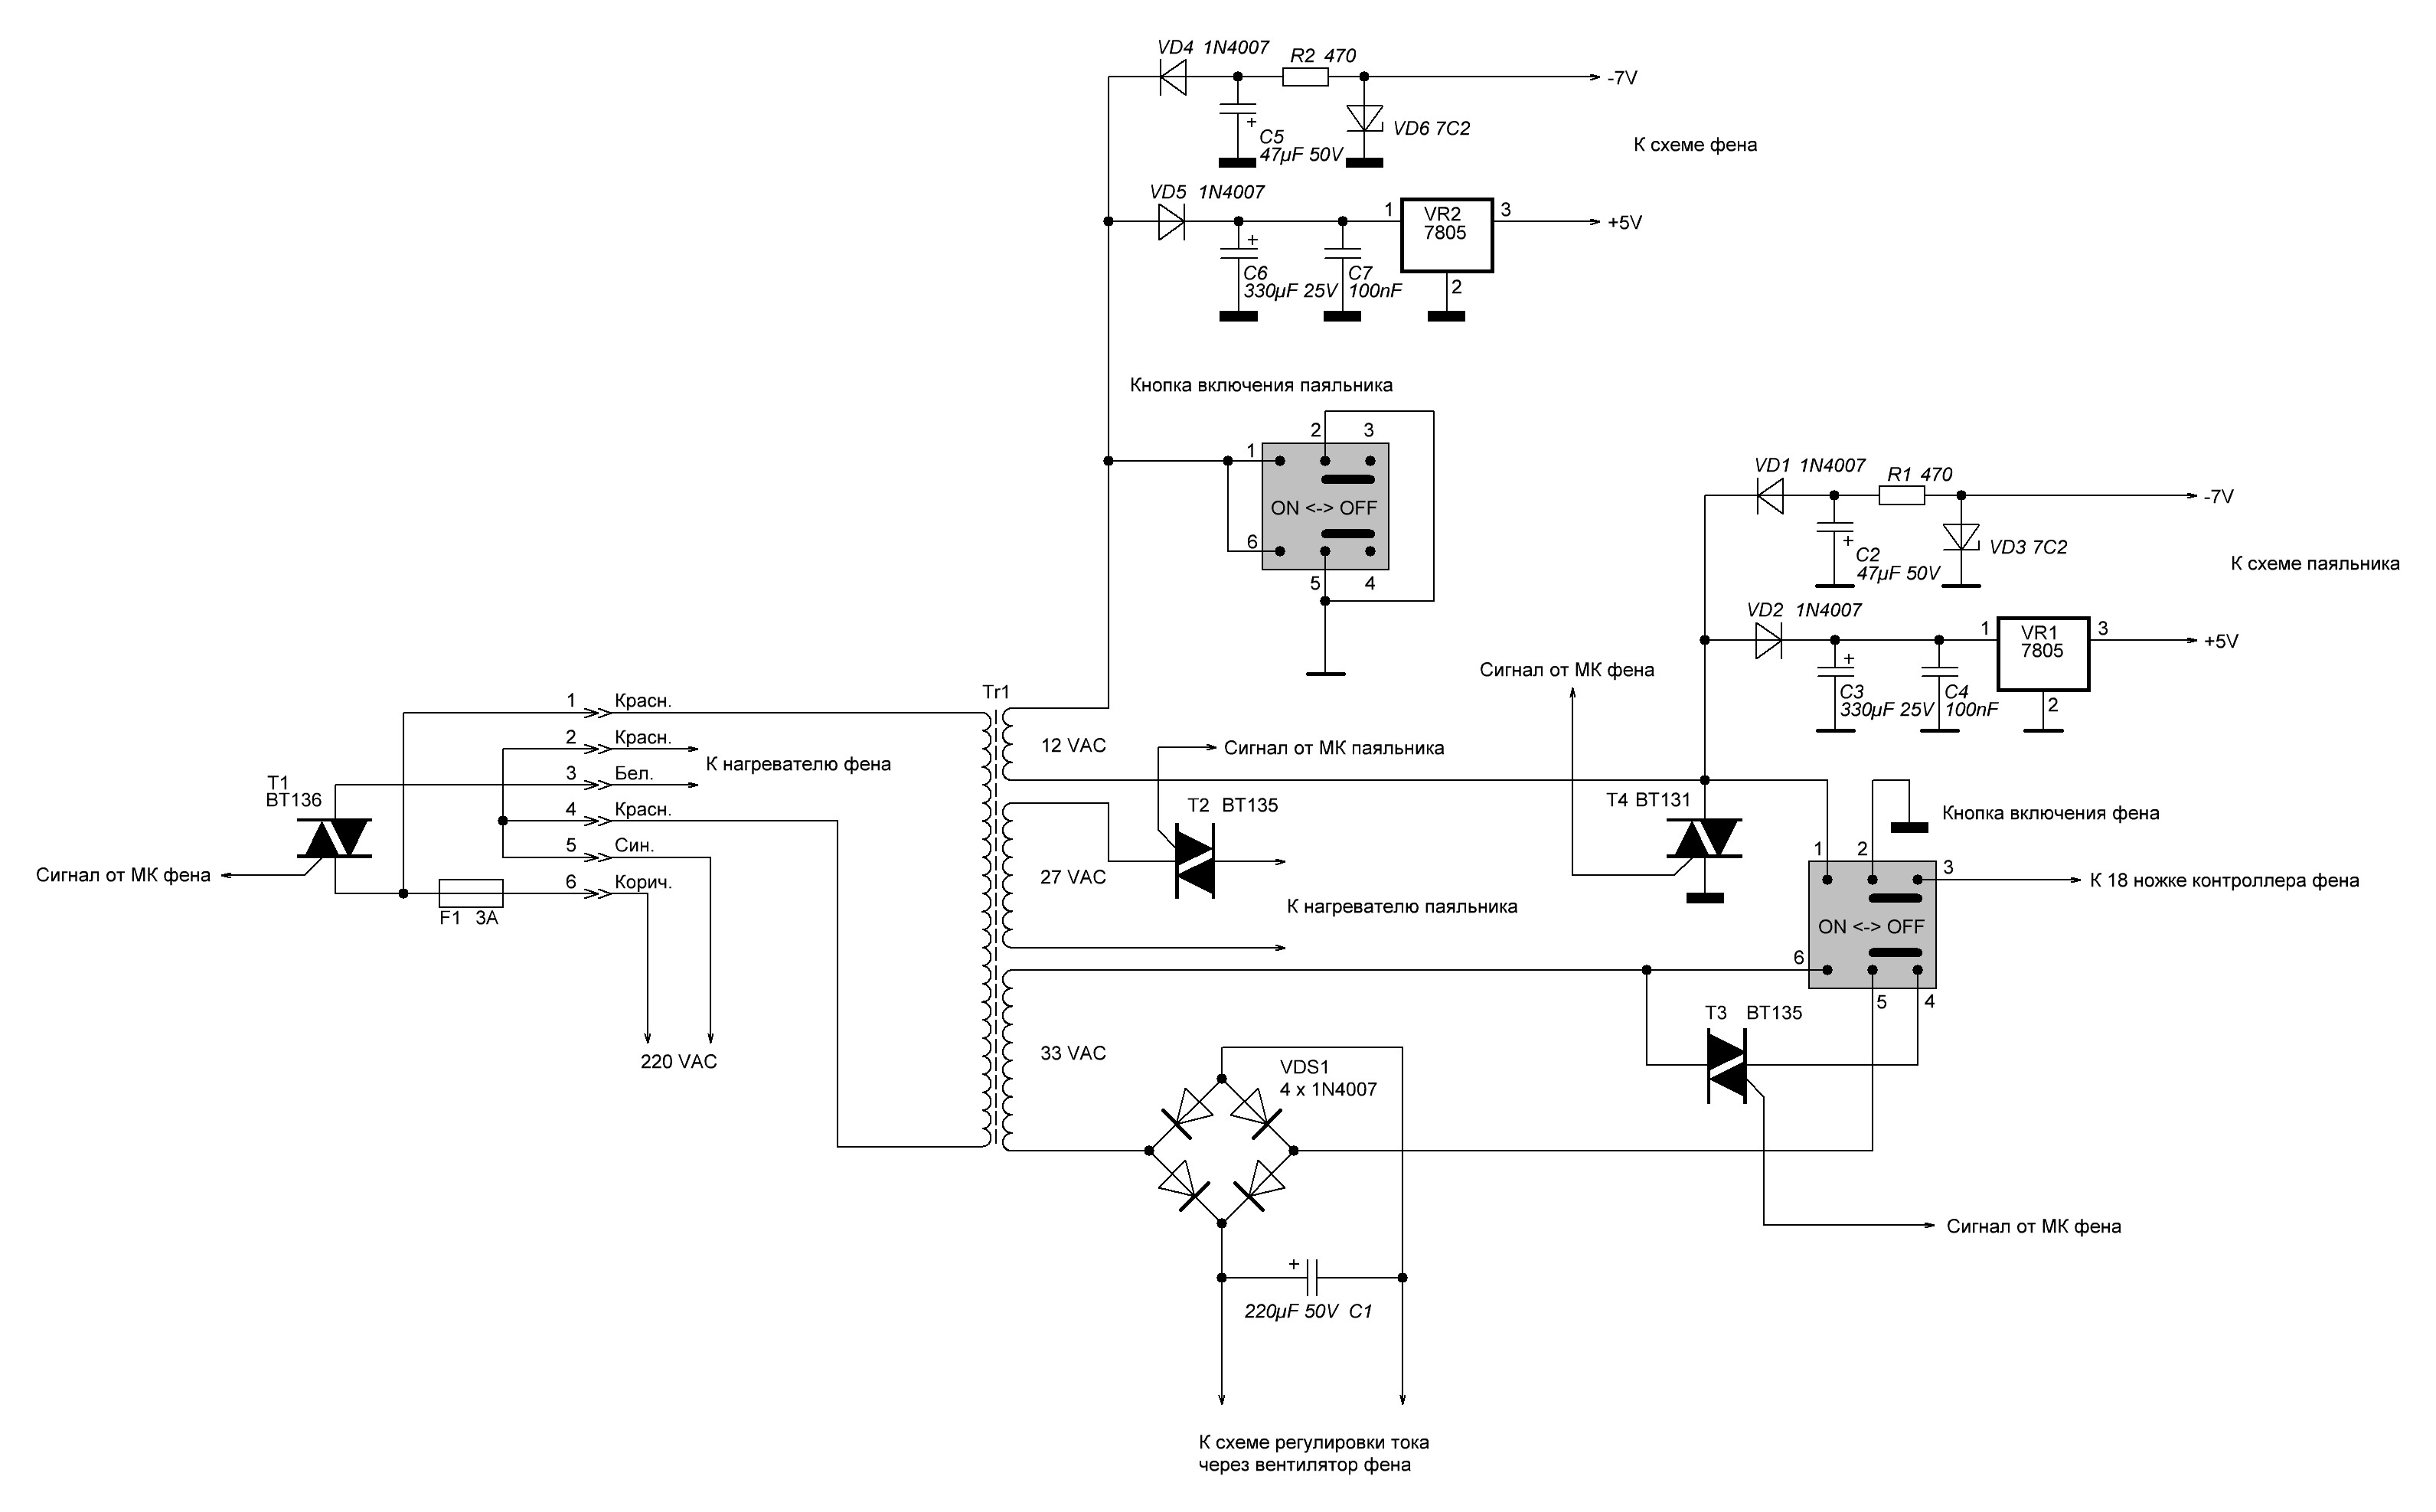 VD4 1N4007
R2 470
-7V
C5
47µF 50V
VD6 7C2
К схеме фена
VD5 1N4007
1
VR2
7805
3
+5V
+
+
C6
330µF 25V
C7
100nF
2
Кнопка включения паяльника
2
3
1
ON <-> OFF
6
5
4
VD1 1N4007
R1 470
-7V
+
C2
47µF 50V
VD3 7C2
К схеме паяльника
VD2 1N4007
1
VR1
7805
3
+5V
+
C3
330µF 25V
C4
100nF
2
Сигнал от МК фена
Tr1
1
Красн.
2
Красн.
К нагревателю фена
3
Бел.
4
Красн.
5
Син.
6
Корич.
T1
BT136
Сигнал от МК фена
F1 3A
220 VAC
12 VAC
Сигнал от МК паяльника
T2 BT135
27 VAC
К нагревателю паяльника
T4 BT131
Кнопка включения фена
1
2
3
К 18 ножке контроллера фена
ON <-> OFF
6
5
4
T3 BT135
33 VAC
VDS1
4 x 1N4007
Сигнал от МК фена
+
220µF 50V C1
К схеме регулировки тока
через вентилятор фена